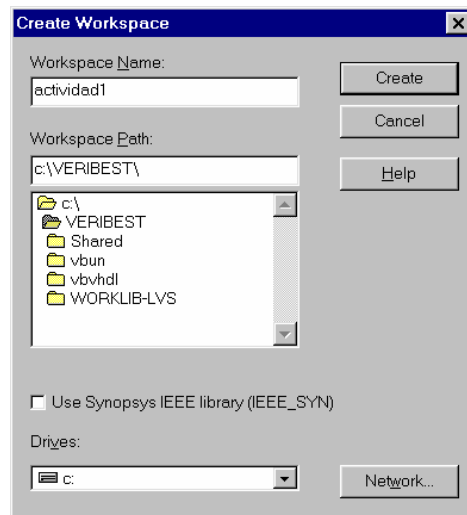 Create Workspace
Workspace Name:
actividad1
Create
Cancel
Workspace Path:
c:\VERIBEST\
Help
c:\
VERIBEST
Shared
vbun
vbvhdl
WORKLIB-LVS
Use Synopsys IEEE library (IEEE_SYN)
Drives:
c:
Network...